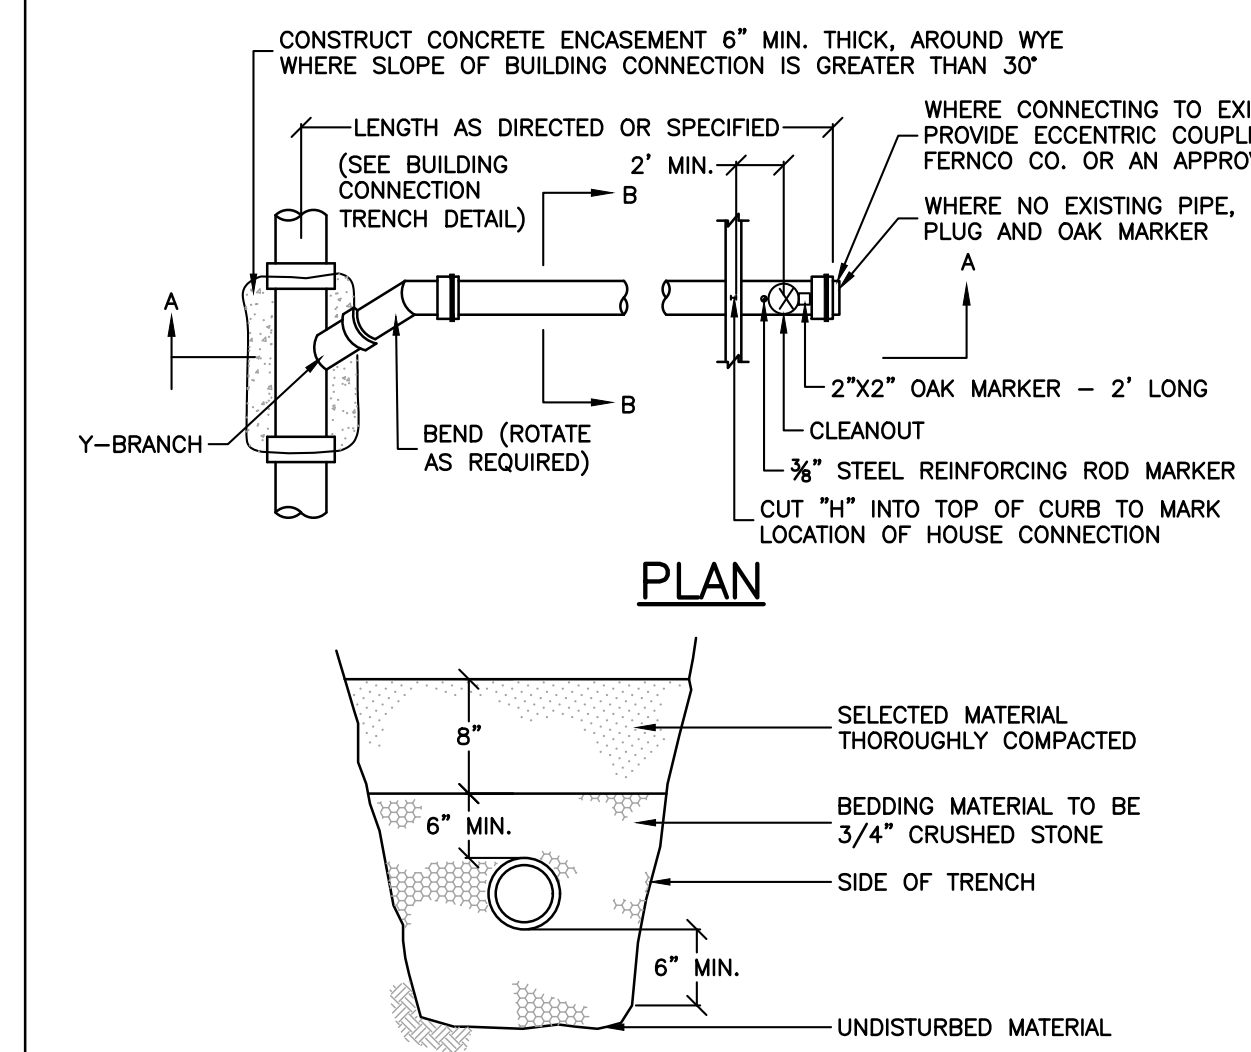 CONSTRUCT CONCRETE ENCASEMENT 6" MIN. THICK, AROUND WYE
WHERE SLOPE OF BUILDING CONNECTION IS GREATER THAN 30°
LENGTH AS DIRECTED OR SPECIFIED
(SEE BUILDING
CONNECTION
TRENCH DETAIL)
2' MIN.
B
WHERE CONNECTING TO
PROVIDE ECCENTRIC
FERNCO CO. OR AN
WHERE NO EXISTING PIPE,
PLUG AND OAK MARKER
A
A
B
Y-BRANCH
BEND (ROTATE
AS REQUIRED)
2"X2" OAK MARKER - 2' LONG
CLEANOUT
3/8" STEEL REINFORCING ROD MARKER
CUT "H" INTO TOP OF CURB TO MARK
LOCATION OF HOUSE CONNECTION
PLAN
8"
SELECTED MATERIAL
THOROUGHLY COMPACTED
6" MIN.
BEDDING MATERIAL TO BE
3/4" CRUSHED STONE
SIDE OF TRENCH
6" MIN.
UNDISTURBED MATERIAL